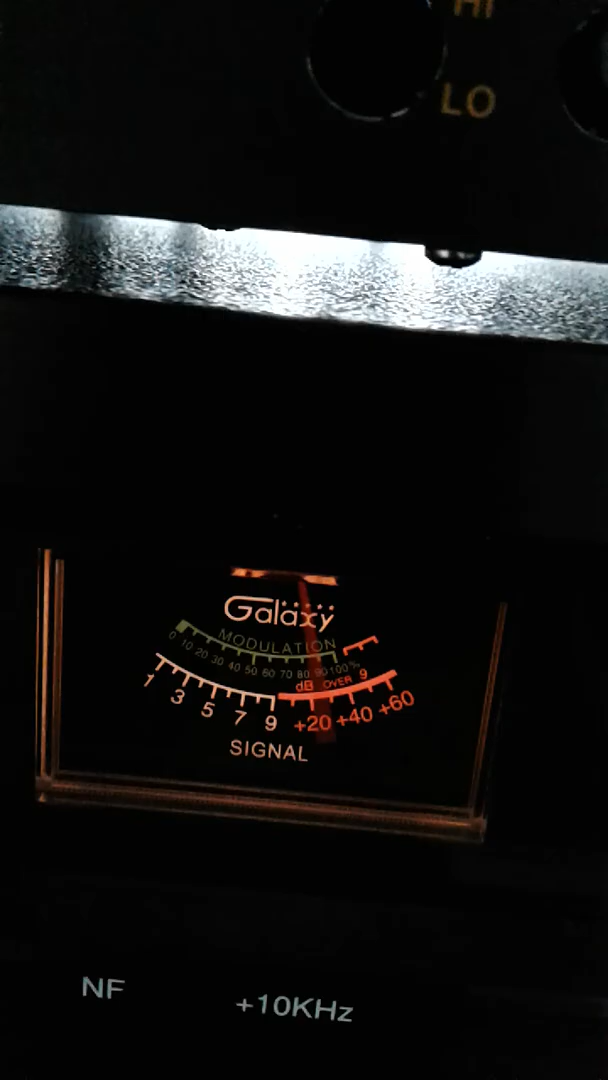 HI
LO
Galaxy
MODULATION
0 10 20 30 40 50 60 70 80 90 100 %
dB OVER 9
1 3 5 7 9 +20 +40 +60
SIGNAL
NF +10KHz